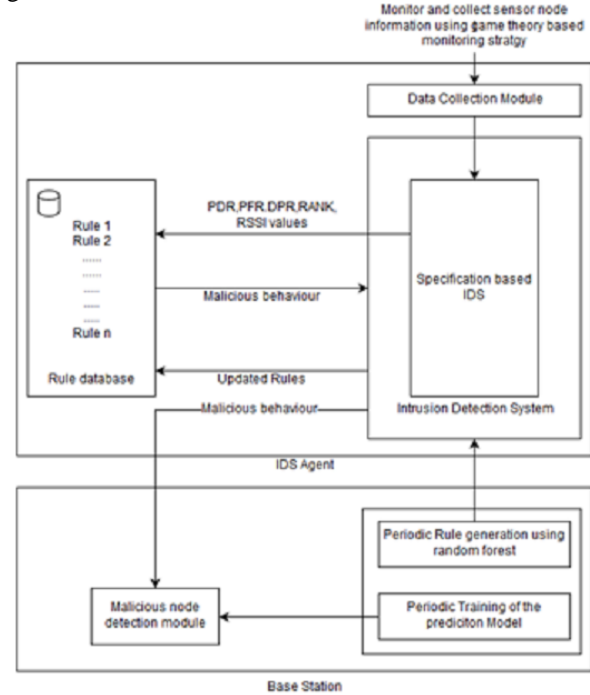 Monitor and collect sensor node
information using game theory based
monitoring stratgy
Data Collection Module
PDR,PFR.DPR,RANK,
RSSI values
Rule 1
Rule 2
......
......
.....
.....
Rule n
Rule database
Specification based
IDS
Malicious behaviour
Updated Rules
Malicious behaviour
Intrusion Detection System
IDS Agent
Periodic Rule generation using
random forest
Malicious node
detection module
Periodic Training of the
prediciton Model
Base Station